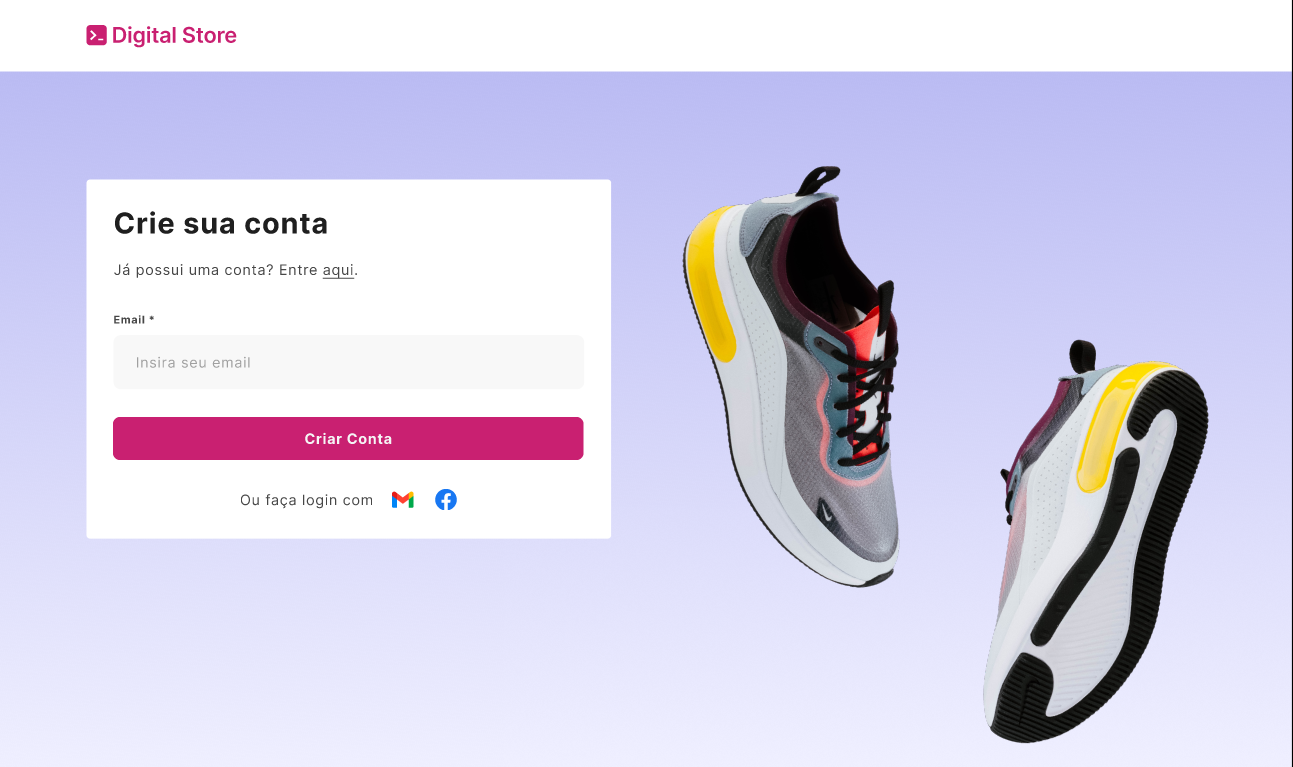 Digital Store
Crie sua conta
Já possui uma conta? Entre aqui.
Email *
Insira seu email
Criar Conta
Ou faça login com